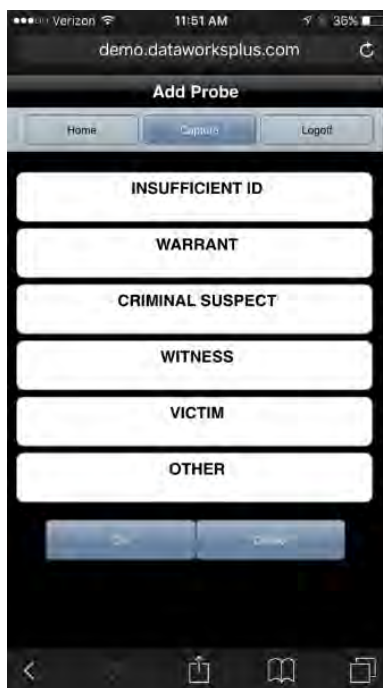 Verizon 11:51 AM 36%
demo.dataworksplus.com
Add Probe
Home Capture Logoff
INSUFFICIENT ID
WARRANT
CRIMINAL SUSPECT
WITNESS
VICTIM
OTHER
Cancel